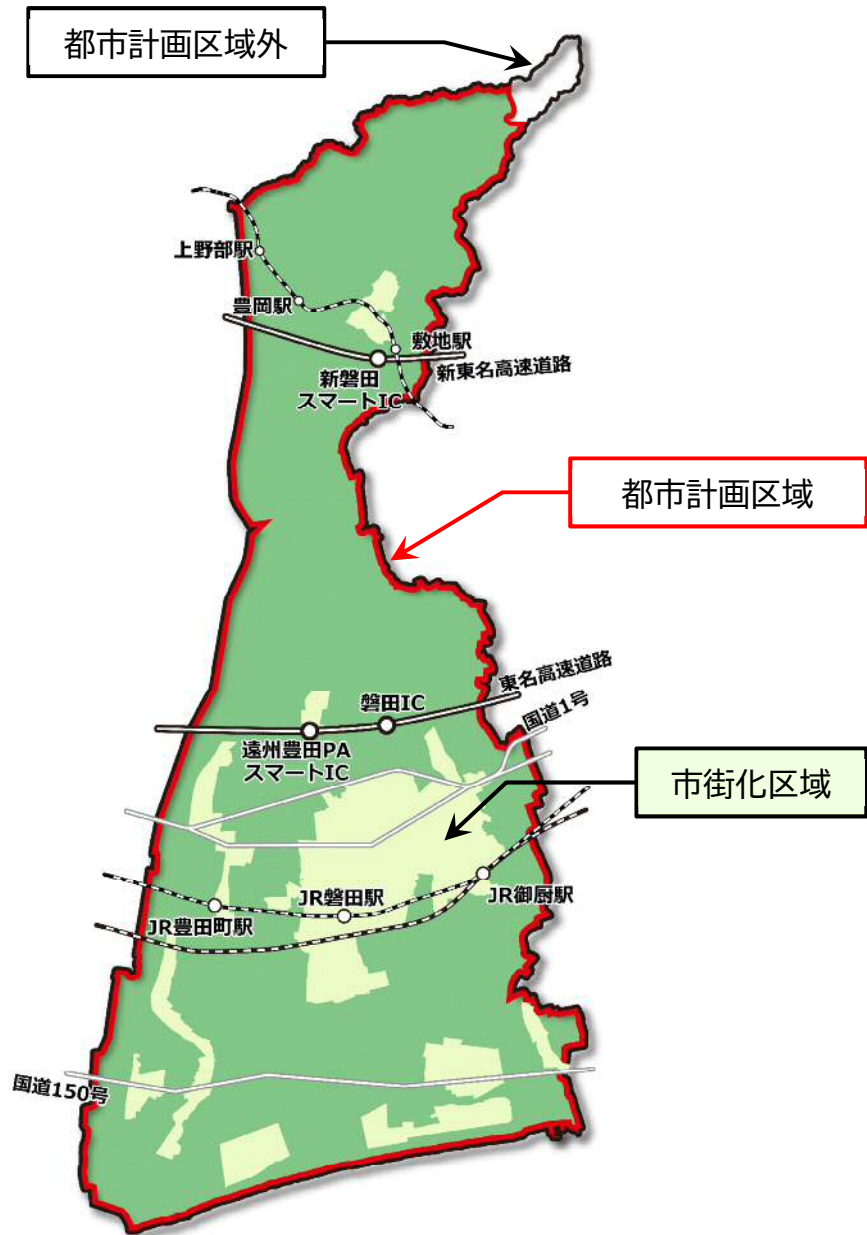 都市計画区域外
上野部駅
豊岡駅
敷地駅
新磐田
スマートIC
新東名高速道路
都市計画区域
東名高速道路
磐田IC
国道1号
遠州豊田PA
スマートIC
市街化区域
JR磐田駅
JR御厨駅
JR豊田町駅
国道150号